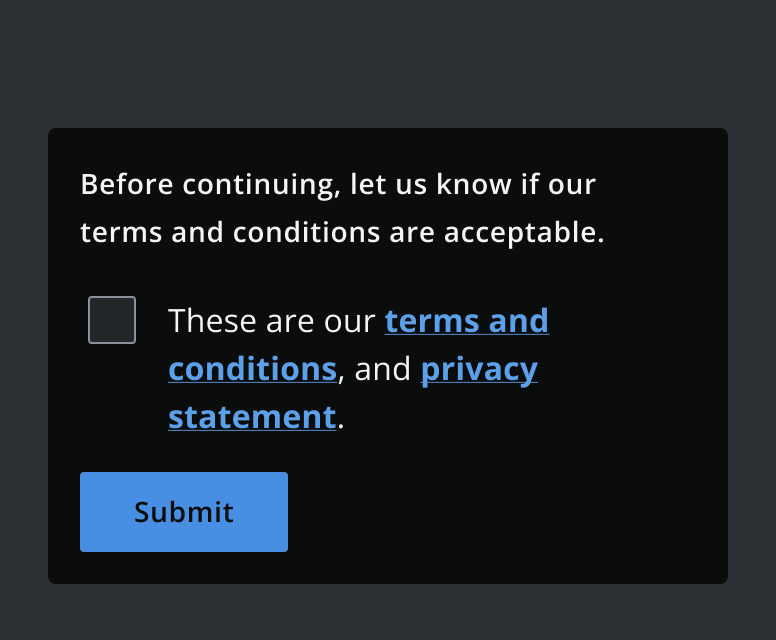 Before continuing, let us know if our
terms and conditions are acceptable.
These are our terms and
conditions, and privacy
statement.
Submit